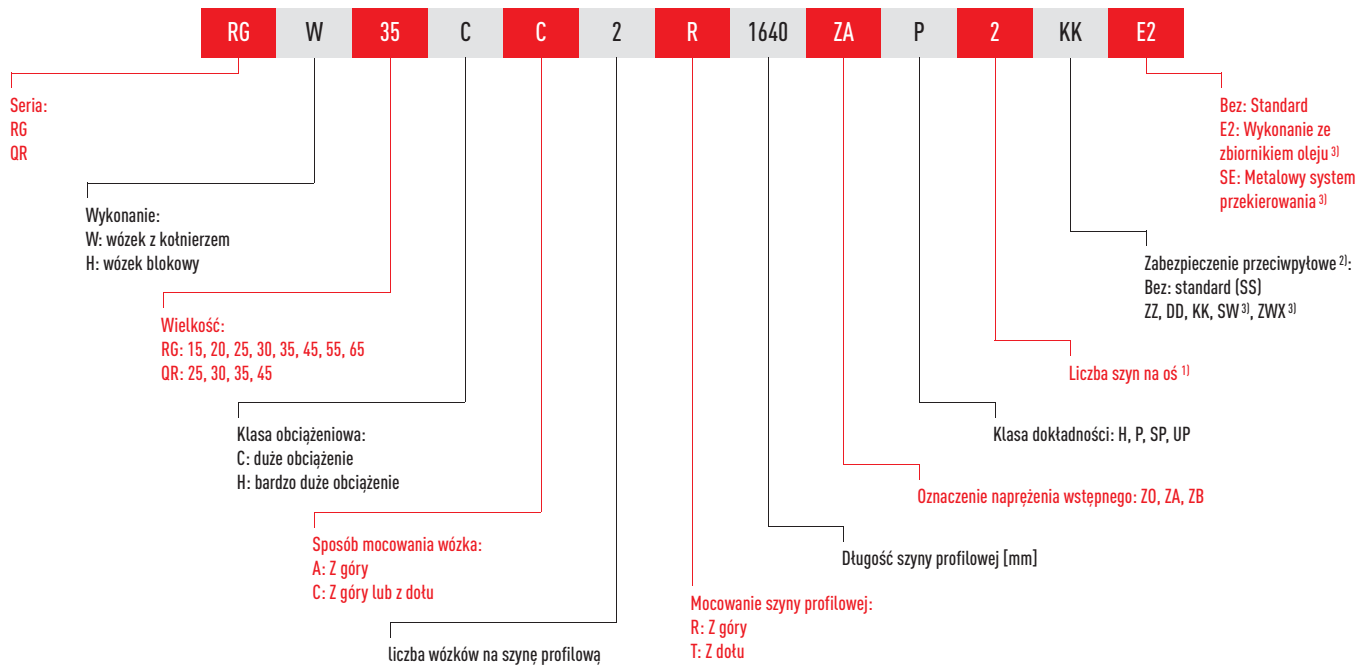 RG W 35 C C 2 R 1640 ZA P 2 KK E2
Seria:
RG
QR
Wykonanie:
W: wózek z kołnierzem
H: wózek blokowy
Wielkość:
RG: 15, 20, 25, 30, 35, 45, 55, 65
QR: 25, 30, 35, 45
Klasa obciążeniowa:
C: duże obciążenie
H: bardzo duże obciążenie
Sposób mocowania wózka:
A: Z góry
C: Z góry lub z dołu
liczba wózków na szynę profilową
Mocowanie szyny profilowej:
R: Z góry
T: Z dołu
Długość szyny profilowej [mm]
Oznaczenie naprężenia wstępnego: ZO, ZA, ZB
Klasa dokładności: H, P, SP, UP
Liczba szyn na oś 1)
Zabezpieczenie przeciwpyłowe 2):
Bez: standard (SS)
ZZ, DD, KK, SW 3), ZWX 3)
Bez: Standard
E2: Wykonanie ze
zbiornikiem oleju 3)
SE: Metalowy system
przekierowania 3)